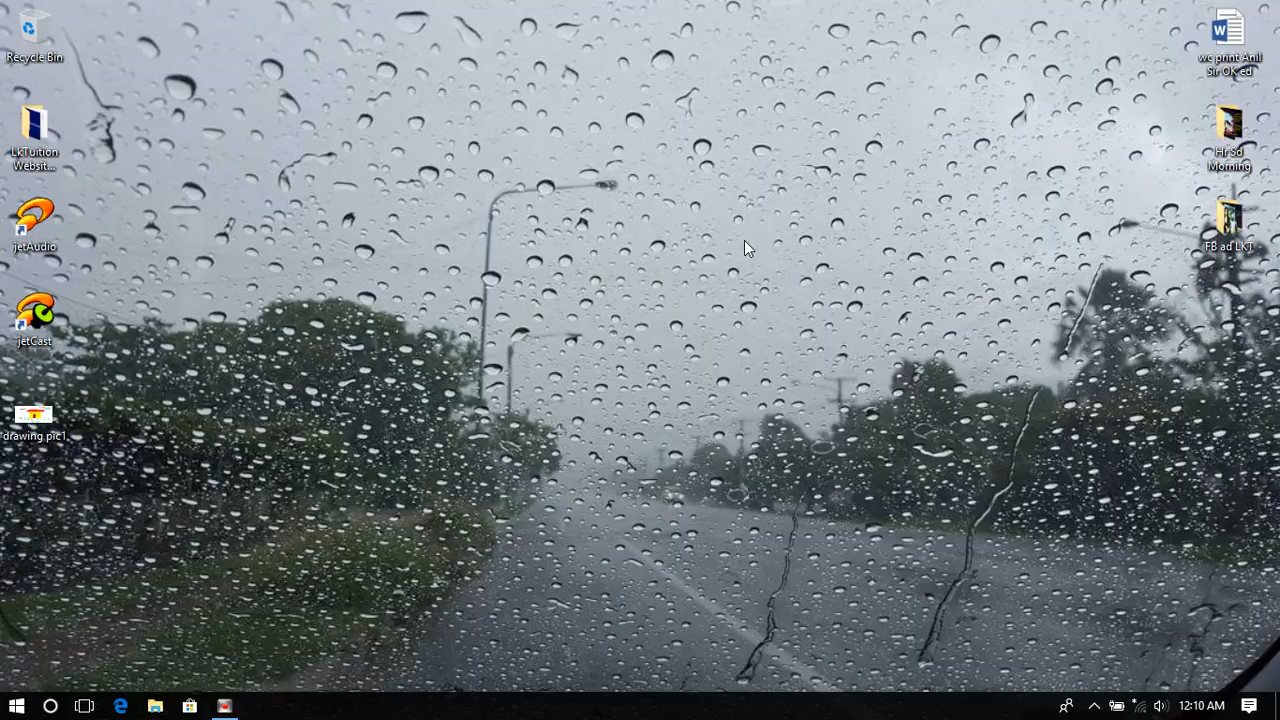 Recycle Bin
LkTuition
Websit...
jetAudio
jetCast
drawing pic1
wc print Anil
Sir OK ed
Hr Sd
Morning
FB ad LKT
12:10 AM